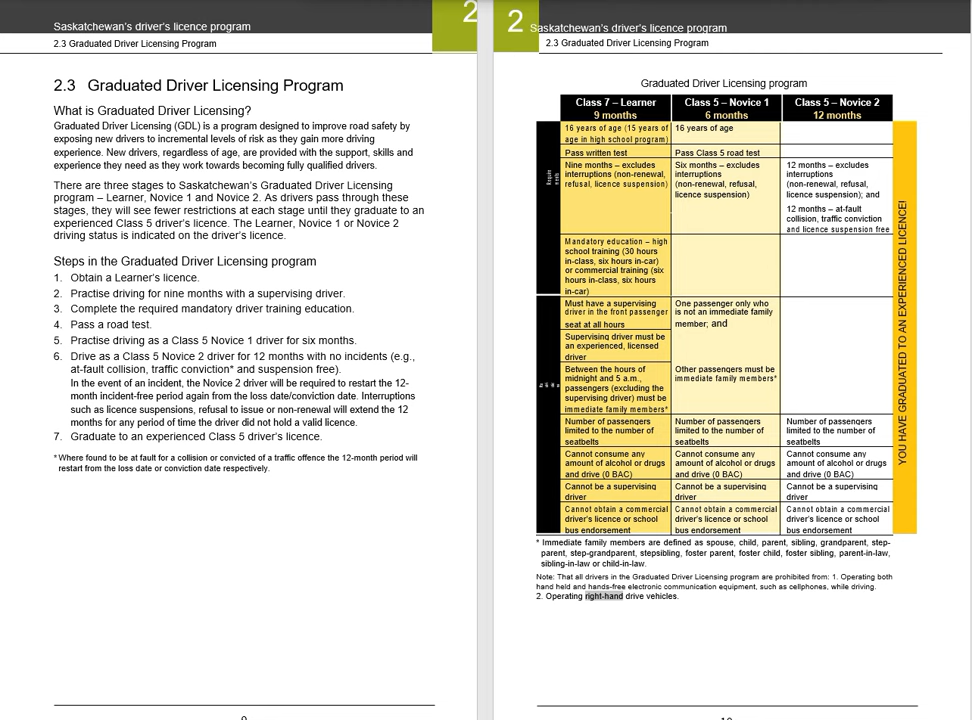 Saskatchewan's driver's licence program
2
2.3 Graduated Driver Licensing Program
2.3 Graduated Driver Licensing Program
What is Graduated Driver Licensing?
Graduated Driver Licensing (GDL) is a program designed to improve road safety by
exposing new drivers to incremental levels of risk as they gain more driving
experience. New drivers, regardless of age, are provided with the support, skills and
experience they need as they work towards becoming fully qualified drivers.
There are three stages to Saskatchewan's Graduated Driver Licensing
program – Learner, Novice 1 and Novice 2. As drivers pass through these
stages, they will see fewer restrictions at each stage until they graduate to an
experienced Class 5 driver's licence. The Learner, Novice 1 or Novice 2
driving status is indicated on the driver's licence.
Steps in the Graduated Driver Licensing program
1. Obtain a Learner's licence.
2. Practise driving for nine months with a supervising driver.
3. Complete the required mandatory driver training education.
4. Pass a road test.
5. Practise driving as a Class 5 Novice 1 driver for six months.
6. Drive as a Class 5 Novice 2 driver for 12 months with no incidents (e.g.,
at-fault collision, traffic conviction* and suspension free).
In the event of an incident, the Novice 2 driver will be required to restart the 12-
month incident-free period again from the loss date/conviction date. Interruptions
such as licence suspensions, refusal to issue or non-renewal will extend the 12
months for any period of time the driver did not hold a valid licence.
7. Graduate to an experienced Class 5 driver's licence.
* Where found to be at fault for a collision or convicted of a traffic offence the 12-month period will
restart from the loss date or conviction date respectively.
2
Saskatchewan's driver's licence program
2.3 Graduated Driver Licensing Program
Graduated Driver Licensing program
Class 7 – Learner
9 months
Class 5 – Novice 1
6 months
Class 5 – Novice 2
12 months
16 years of age (15 years of
age in high school program)
16 years of age
Pass written test
Pass Class 5 road test
Nine months – excludes
interruptions (non-renewal,
refusal, licence suspension)
Six months – excludes
interruptions
(non-renewal, refusal,
licence suspension)
12 months – excludes
interruptions
(non-renewal, refusal,
licence suspension); and
12 months – at-fault
collision, traffic conviction
and licence suspension free
Mandatory education – high
school training (30 hours
in-class, six hours in-car)
or commercial training (six
hours in-class, six hours
in-car)
Must have a supervising
driver in the front passenger
seat at all hours
One passenger only who
is not an immediate family
member; and
Supervising driver must be
an experienced, licensed
driver
Between the hours of
midnight and 5 a.m.,
passengers (excluding the
supervising driver) must be
immediate family members*
Other passengers must be
immediate family members*
Number of passengers
limited to the number of
seatbelts
Number of passengers
limited to the number of
seatbelts
Number of passengers
limited to the number of
seatbelts
Cannot consume any
amount of alcohol or drugs
and drive (0 BAC)
Cannot consume any
amount of alcohol or drugs
and drive (0 BAC)
Cannot consume any
amount of alcohol or drugs
and drive (0 BAC)
Cannot be a supervising
driver
Cannot be a supervising
driver
Cannot be a supervising
driver
Cannot obtain a commercial
driver's licence or school
bus endorsement
Cannot obtain a commercial
driver's licence or school
bus endorsement
Cannot obtain a commercial
driver's licence or school
bus endorsement
YOU HAVE GRADUATED TO AN EXPERIENCED LICENCE!
* Immediate family members are defined as spouse, child, parent, sibling, grandparent, step-
parent, step-grandparent, stepsibling, foster parent, foster child, foster sibling, parent-in-law,
sibling-in-law or child-in-law.
Note: That all drivers in the Graduated Driver Licensing program are prohibited from: 1. Operating both
hand held and hands-free electronic communication equipment, such as cellphones, while driving.
2. Operating right-hand drive vehicles.